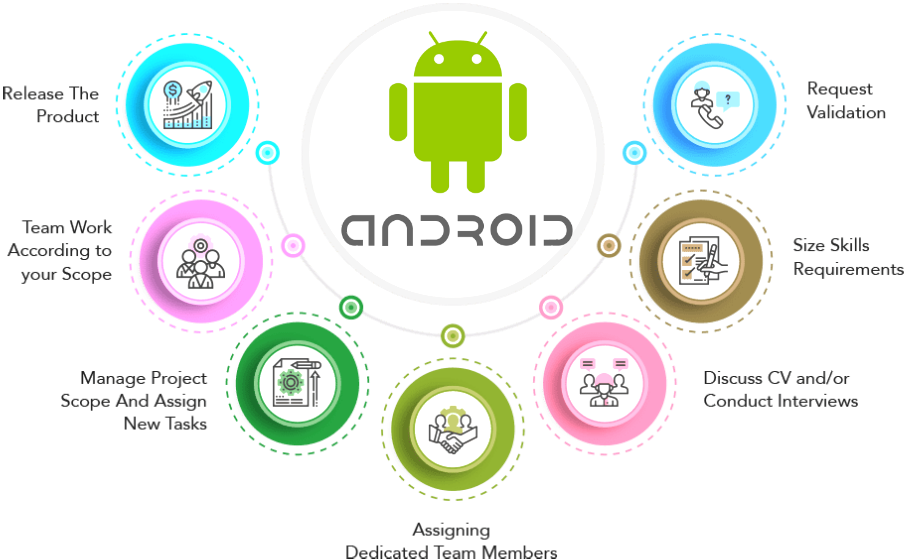 ANDROID
Request
Validation
Size Skills
Requirements
Discuss CV and/or
Conduct Interviews
Assigning
Dedicated Team Members
Manage Project
Scope And Assign
New Tasks
Team Work
According to
your Scope
Release The
Product
$
?